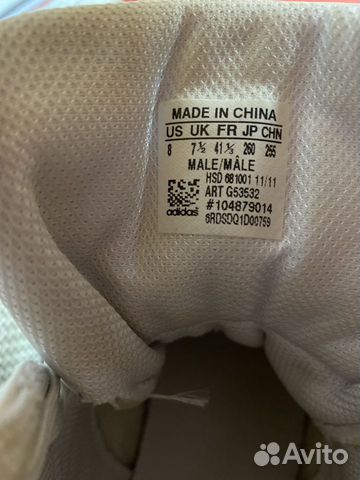 MADE IN CHINA
US UK FR JP CHN
8 7½ 41⅓ 260 255
MALE/MÂLE
HSD 681001 11/11
ART G53532
#104879014
6RDSDQ1D00759
adidas
Avito